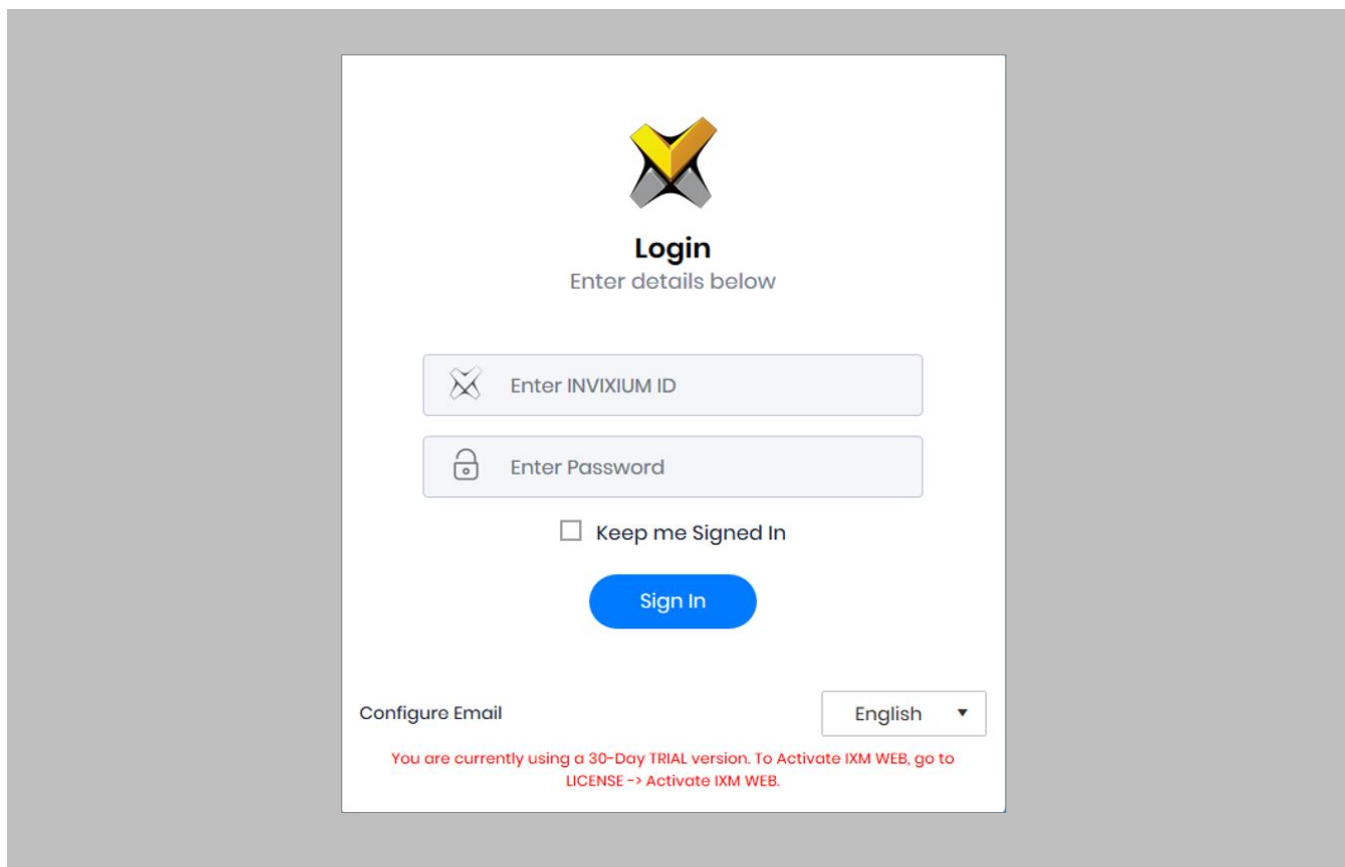 Login
Enter details below
Enter INVIXIUM ID
Enter Password
Keep me Signed In
Sign In
Configure Email
English
You are currently using a 30-Day TRIAL version. To Activate IXM WEB, go to
LICENSE -> Activate IXM WEB.